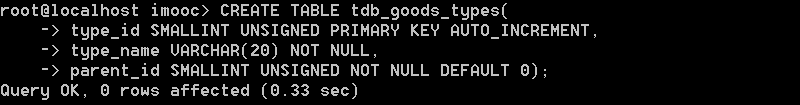 root@localhost imooc> CREATE TABLE tdb_goods_types(
-> type_id SMALLINT UNSIGNED PRIMARY KEY AUTO_INCREMENT,
-> type_name VARCHAR(20) NOT NULL,
-> parent_id SMALLINT UNSIGNED NOT NULL DEFAULT 0);
Query OK, 0 rows affected (0.33 sec)